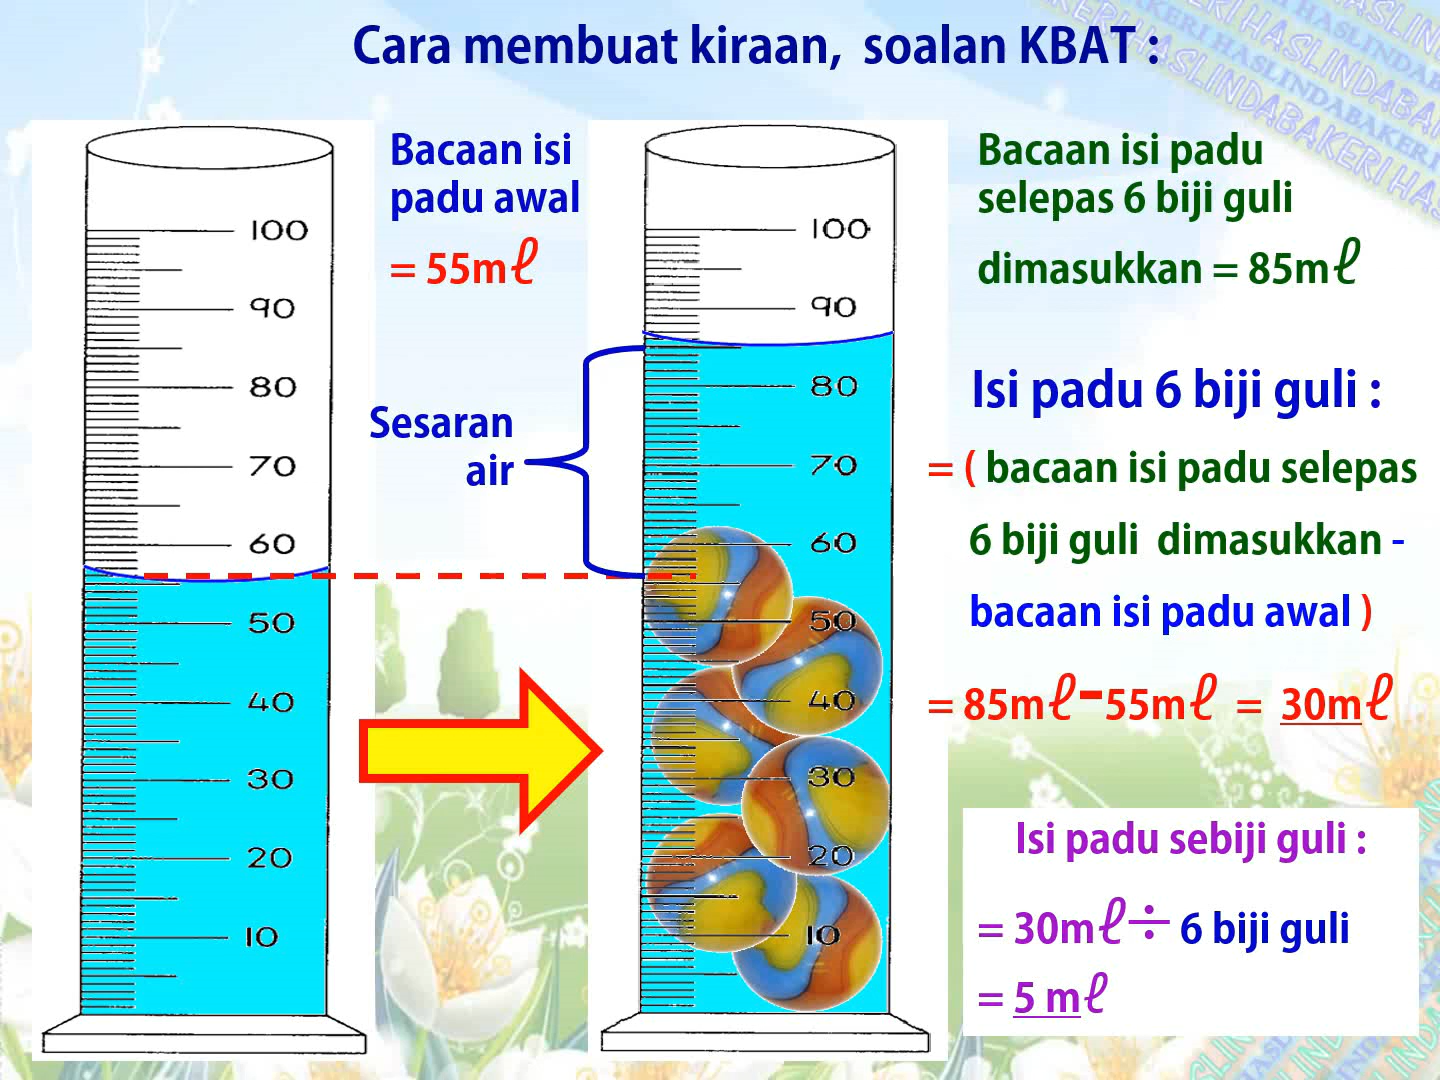 Cara membuat kiraan, soalan KBAT :
Bacaan isi
padu awal
= 55mℓ
100
90
80
70
60
50
40
30
20
10
Sesaran
air
100
90
80
70
60
50
40
30
20
10
Bacaan isi padu
selepas 6 biji guli
dimasukkan = 85mℓ
Isi padu 6 biji guli :
= ( bacaan isi padu selepas
6 biji guli dimasukkan -
bacaan isi padu awal )
= 85mℓ-55mℓ = 30mℓ
Isi padu sebiji guli :
= 30mℓ÷ 6 biji guli
= 5 mℓ